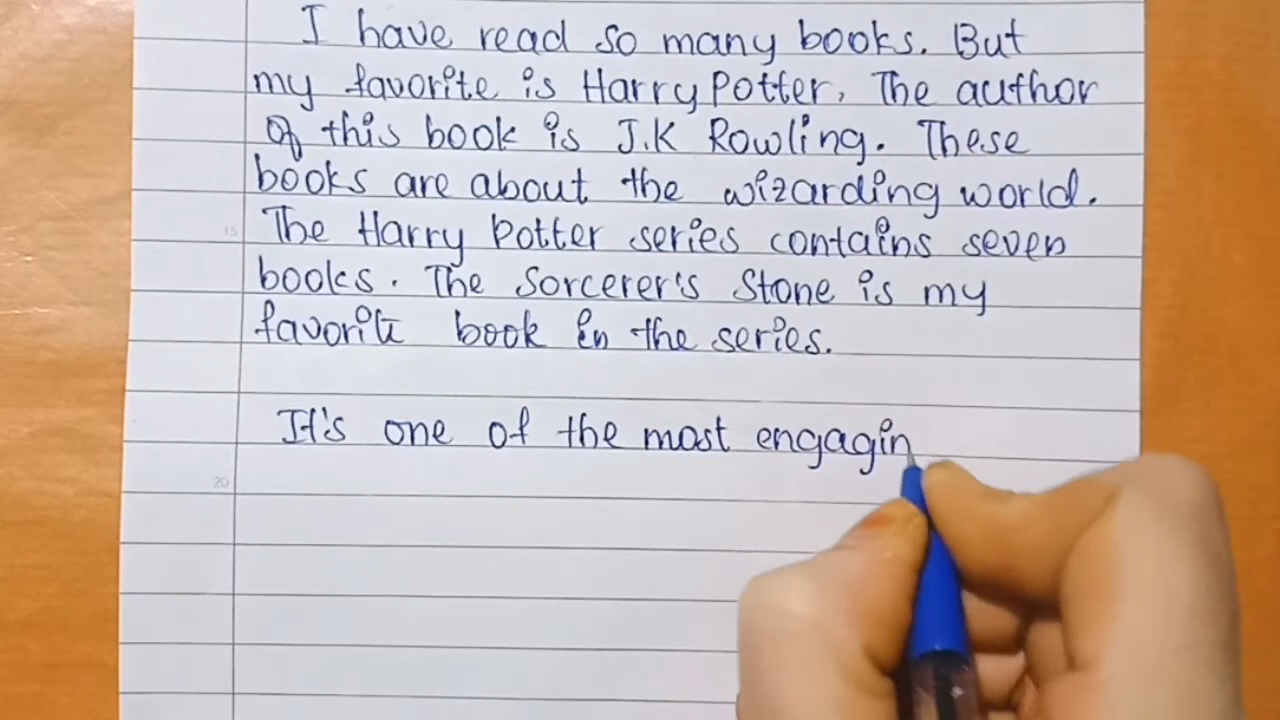 I have read so many books. But
my favorite is Harry Potter. The author
of this book is J.K Rowling. These
books are about the wizarding world.
15 The Harry Potter series contains seven
books. The Sorcerer's Stone is my
favorite book in the series.
It's one of the most engagin
20